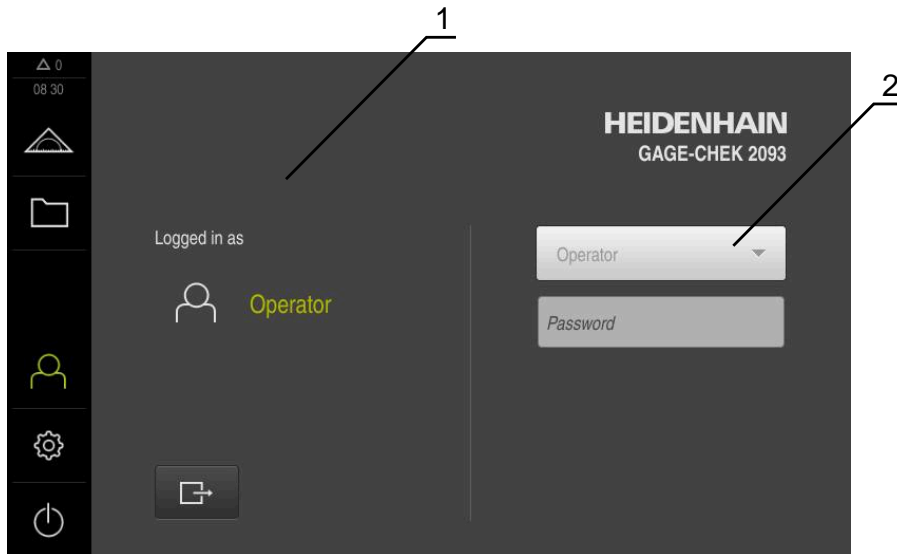 1
0
08 30
2
HEIDENHAIN
GAGE-CHEK 2093
Logged in as
Operator
Operator
Password